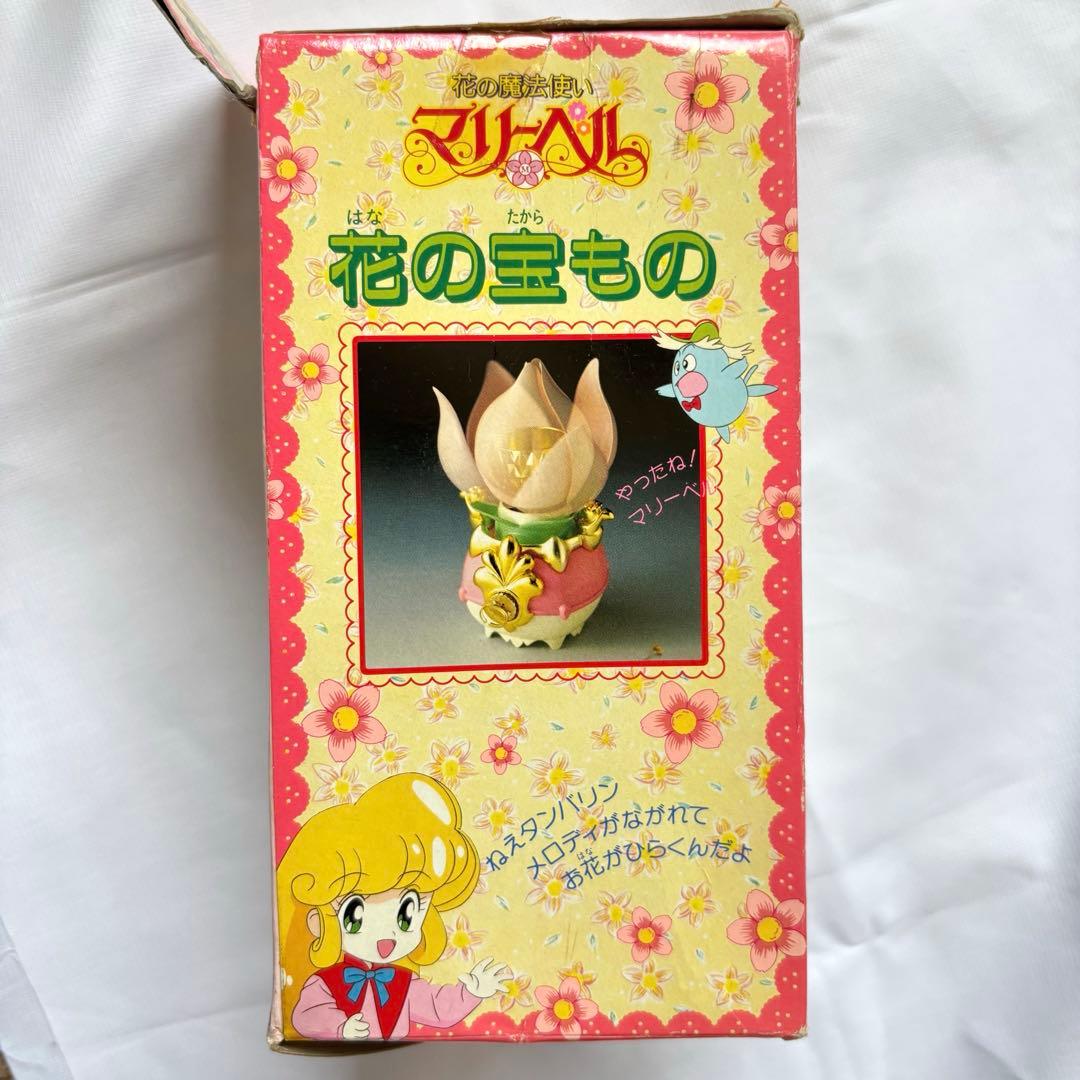 花の魔法使い
マリーベル
M
はな たから
花の宝もの
やったね!
マリーベル
ねえタンバリン
メロディがながれて
はな
お花がひらくんだよ